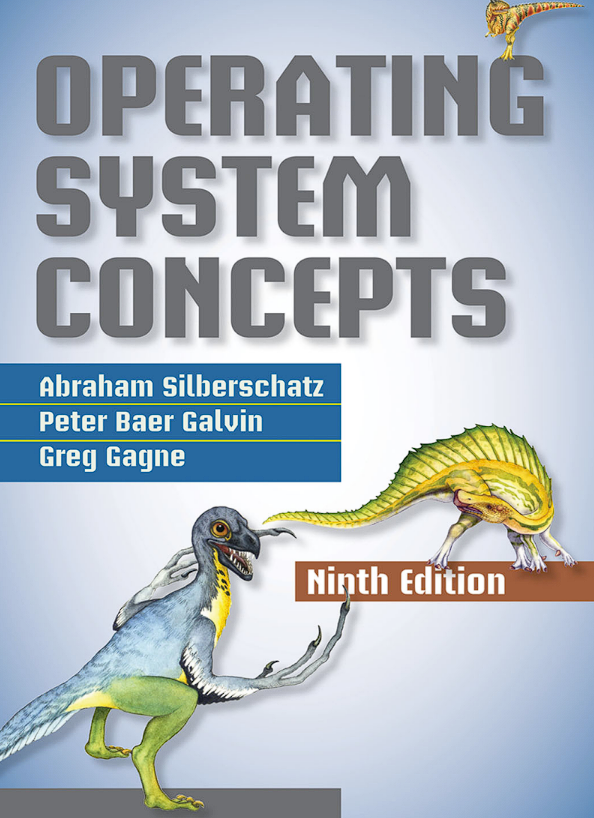 OPERATING
SYSTEM
CONCEPTS
Abraham Silberschatz
Peter Baer Galvin
Greg Gagne
Ninth Edition